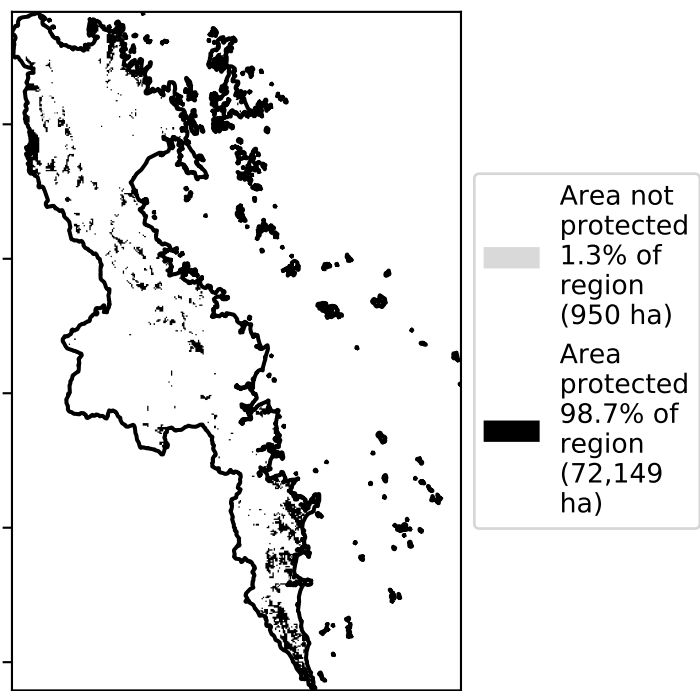 Area not
protected
1.3% of
region
(950 ha)
Area
protected
98.7% of
region
(72,149
ha)